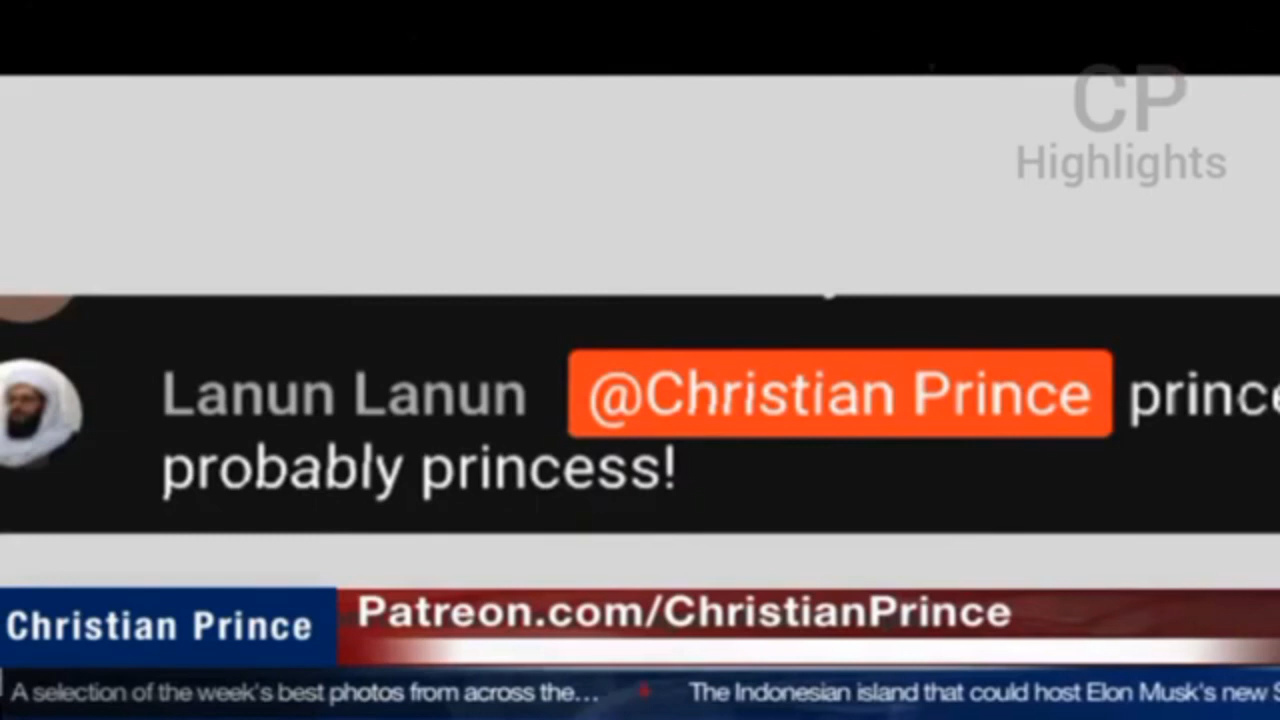 CP
Highlights
Lanun Lanun @Christian Prince
probably princess!
Christian Prince
Patreon.com/ChristianPrince
A selection of the week's best photos from across the...
The Indonesian island that could host Elon Musk's new